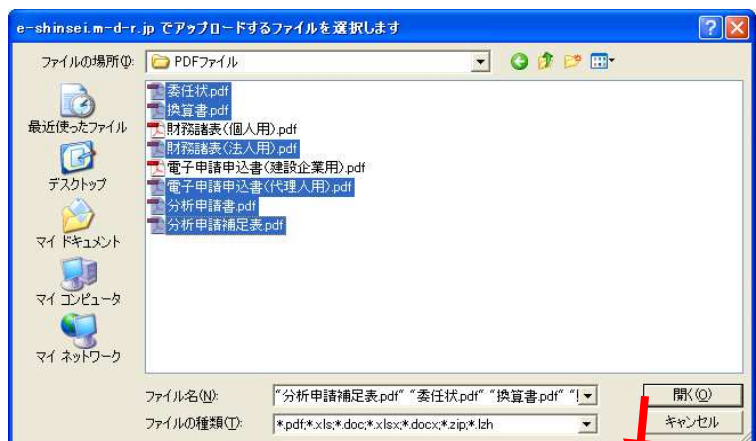 e-shinsei.m-d-r.jp でアップロードするファイルを選択します
ファイルの場所(I):
PDFファイル
最近使ったファイル
デスクトップ
マイ ドキュメント
マイ コンピュータ
マイ ネットワーク
委任状.pdf
換算書.pdf
財務諸表(個人用).pdf
財務諸表(法人用).pdf
電子申請申込書(建設企業用).pdf
電子申請申込書(代理人用).pdf
分析申請書.pdf
分析申請補足表.pdf
ファイル名(N):
"分析申請補足表.pdf" "委任状.pdf" "換算書.pdf" "
開く(O)
ファイルの種類(T):
*.pdf;*.xls;*.doc;*.xlsx;*.docx;*.zip;*.lzh
キャンセル